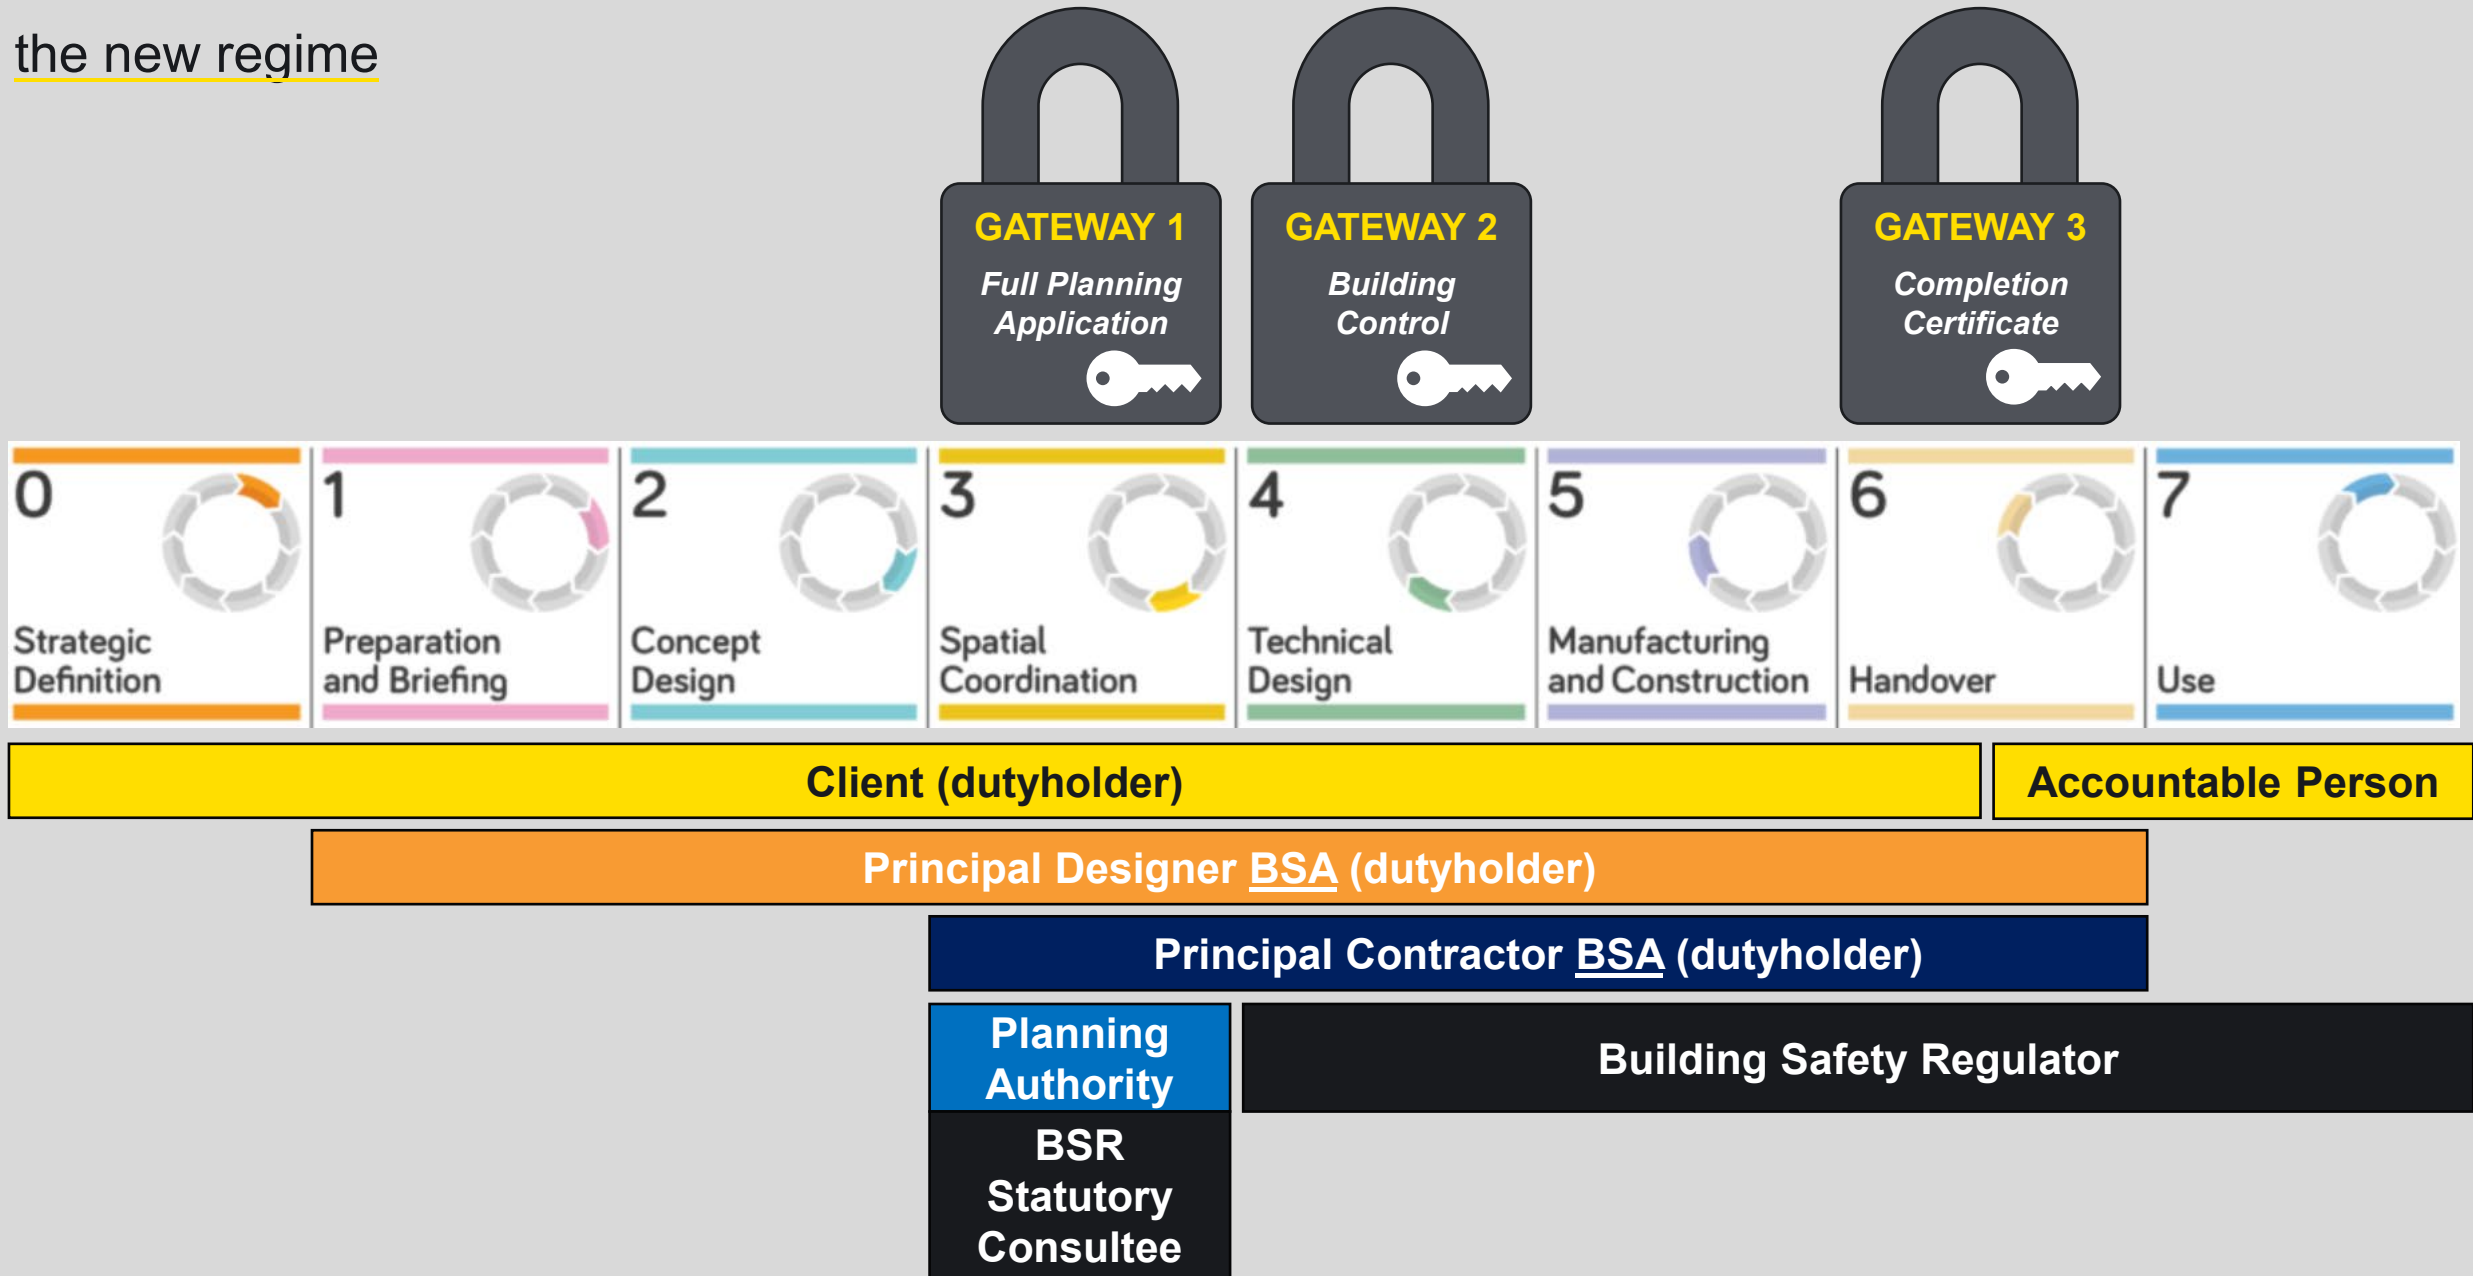 the new regime
GATEWAY 1
Full Planning
Application
GATEWAY 2
Building
Control
GATEWAY 3
Completion
Certificate
0
Strategic
Definition
1
Preparation
and Briefing
2
Concept
Design
3
Spatial
Coordination
4
Technical
Design
5
Manufacturing
and Construction
6
Handover
7
Use
Client (dutyholder)
Accountable Person
Principal Designer BSA (dutyholder)
Principal Contractor BSA (dutyholder)
Planning
Authority
Building Safety Regulator
BSR
Statutory
Consultee